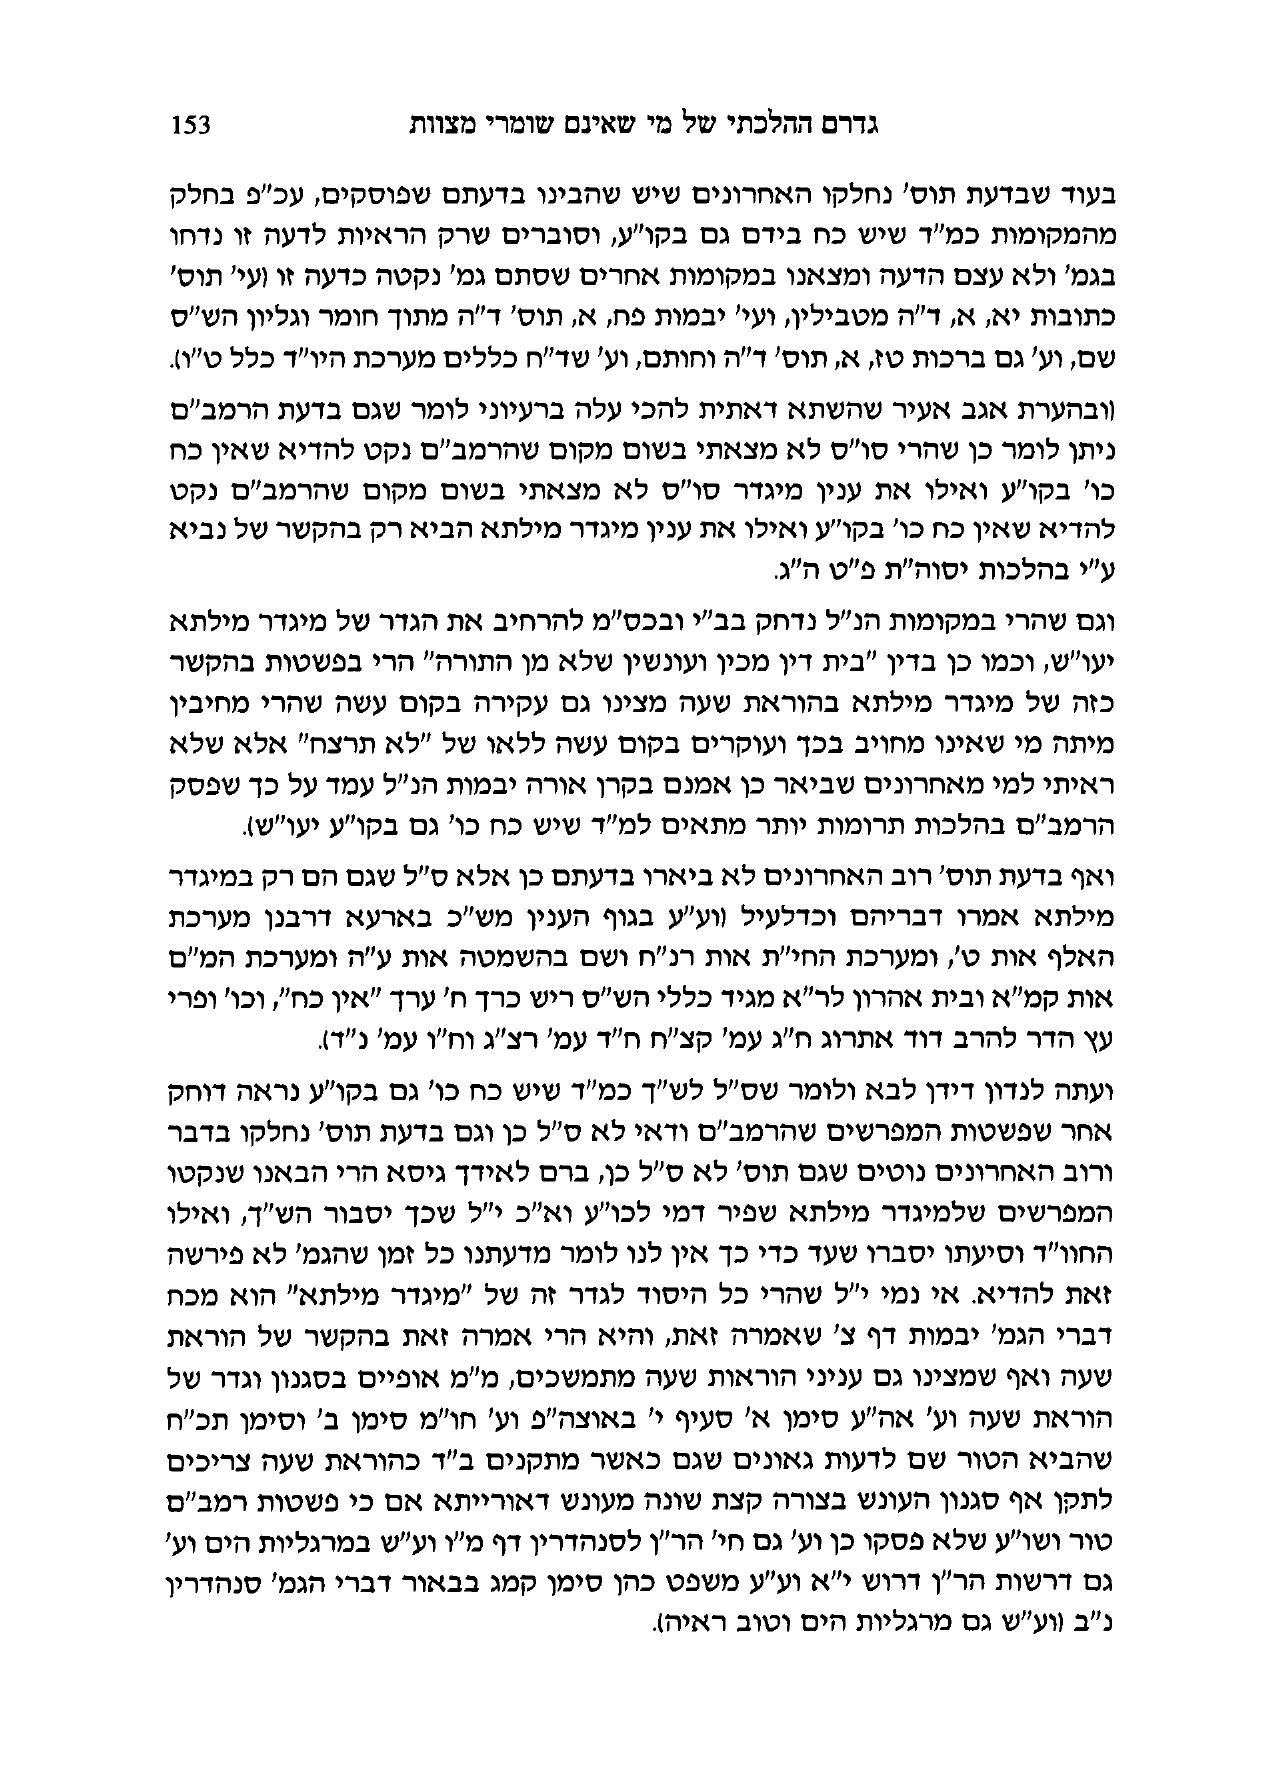 גדרם ההלכתי של מי שאינם שומרי מצוות 153
בעוד שבדעת תוס' נחלקו האחרונים שיש שהבינו בדעתם שפוסקים, עכ"פ בחלק
מהמקומות כמ"ד שיש כח בידם גם בקו"ע, וסוברים שרק הראיות לדעה זו נדחו
בגמ' ולא עצם הדעה ומצאנו במקומות אחרים שסתם גמ' נקטה כדעה זו (עי' תוס'
כתובות יא, א, ד"ה מטבילין, ועי' יבמות פח, א, תוס' ד"ה מתוך חומר וגליון הש"ס
שם, וע' גם ברכות טז, א, תוס' ד"ה וחותם, וע' שד"ח כללים מערכת היו"ד כלל ט"ו).
(ובהערת אגב אעיר שהשתא דאתית להכי עלה ברעיוני לומר שגם בדעת הרמב"ם
ניתן לומר כן שהרי סו"ס לא מצאתי בשום מקום שהרמב"ם נקט להדיא שאין כח
כו' בקו"ע ואילו את ענין מיגדר סו"ס לא מצאתי בשום מקום שהרמב"ם נקט
להדיא שאין כח כו' בקו"ע ואילו את ענין מיגדר מילתא הביא רק בהקשר של נביא
ע"י בהלכות יסוה"ת פ"ט ה"ג.
וגם שהרי במקומות הנ"ל נדחק בב"י ובכס"מ להרחיב את הגדר של מיגדר מילתא
יעו"ש, וכמו כן בדין "בית דין מכין ועונשין שלא מן התורה" הרי בפשטות בהקשר
כזה של מיגדר מילתא בהוראת שעה מצינו גם עקירה בקום עשה שהרי מחיבין
מיתה מי שאינו מחויב בכך ועוקרים בקום עשה ללאו של "לא תרצח" אלא שלא
ראיתי למי מאחרונים שביאר כן אמנם בקרן אורה יבמות הנ"ל עמד על כך שפסק
הרמב"ם בהלכות תרומות יותר מתאים למ"ד שיש כח כו' גם בקו"ע יעו"ש).
ואף בדעת תוס' רוב האחרונים לא ביארו בדעתם כן אלא ס"ל שגם הם רק במיגדר
מילתא אמרו דבריהם וכדלעיל (וע"ע בגוף הענין מש"כ בארעא דרבנן מערכת
האלף אות ט', ומערכת החי"ת אות רנ"ח ושם בהשמטה אות ע"ה ומערכת המ"ם
אות קמ"א ובית אהרון לר"א מגיד כללי הש"ס ריש כרך ח' ערך "אין כח", וכו' ופרי
עץ הדר להרב דוד אתרוג ח"ג עמ' קצ"ח ח"ד עמ' רצ"ג וח"ו עמ' נ"ד).
ועתה לנדון דידן לבא ולומר שס"ל לש"ך כמ"ד שיש כח כו' גם בקו"ע נראה דוחק
אחר שפשטות המפרשים שהרמב"ם ודאי לא ס"ל כן וגם בדעת תוס' נחלקו בדבר
ורוב האחרונים נוטים שגם תוס' לא ס"ל כן, ברם לאידך גיסא הרי הבאנו שנקטו
המפרשים שלמיגדר מילתא שפיר דמי לכו"ע וא"כ י"ל שכך יסבור הש"ך, ואילו
החוו"ד וסיעתו יסברו שעד כדי כך אין לנו לומר מדעתנו כל זמן שהגמ' לא פירשה
זאת להדיא. אי נמי י"ל שהרי כל היסוד לגדר זה של "מיגדר מילתא" הוא מכח
דברי הגמ' יבמות דף צ' שאמרה זאת, והיא הרי אמרה זאת בהקשר של הוראת
שעה ואף שמצינו גם עניני הוראות שעה מתמשכים, מ"מ אופיים בסגנון וגדר של
הוראת שעה וע' אה"ע סימן א' סעיף י' באוצה"פ וע' חו"מ סימן ב' וסימן תכ"ח
שהביא הטור שם לדעות גאונים שגם כאשר מתקנים ב"ד כהוראת שעה צריכים
לתקן אף סגנון העונש בצורה קצת שונה מעונש דאורייתא אם כי פשטות רמב"ם
טור ושו"ע שלא פסקו כן וע' גם חי' הר"ן לסנהדרין דף מ"ו וע"ש במרגליות הים וע'
גם דרשות הר"ן דרוש י"א וע"ע משפט כהן סימן קמג בבאור דברי הגמ' סנהדרין
נ"ב (וע"ש גם מרגליות הים וטוב ראיה).